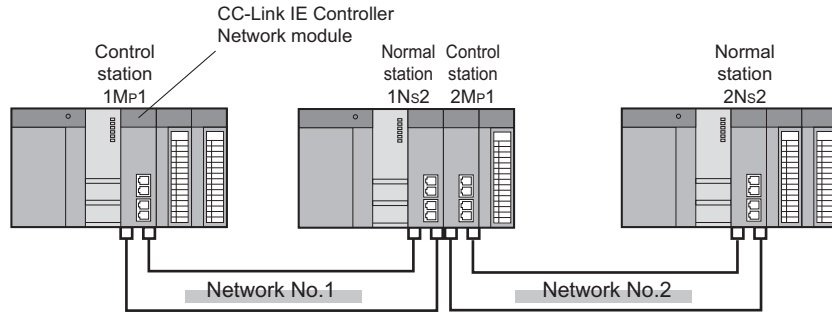 CC-Link IE Controller
Network module
Control
station
1MP1
Normal
station
1NS2
Control
station
2MP1
Normal
station
2NS2
Network No.1
Network No.2